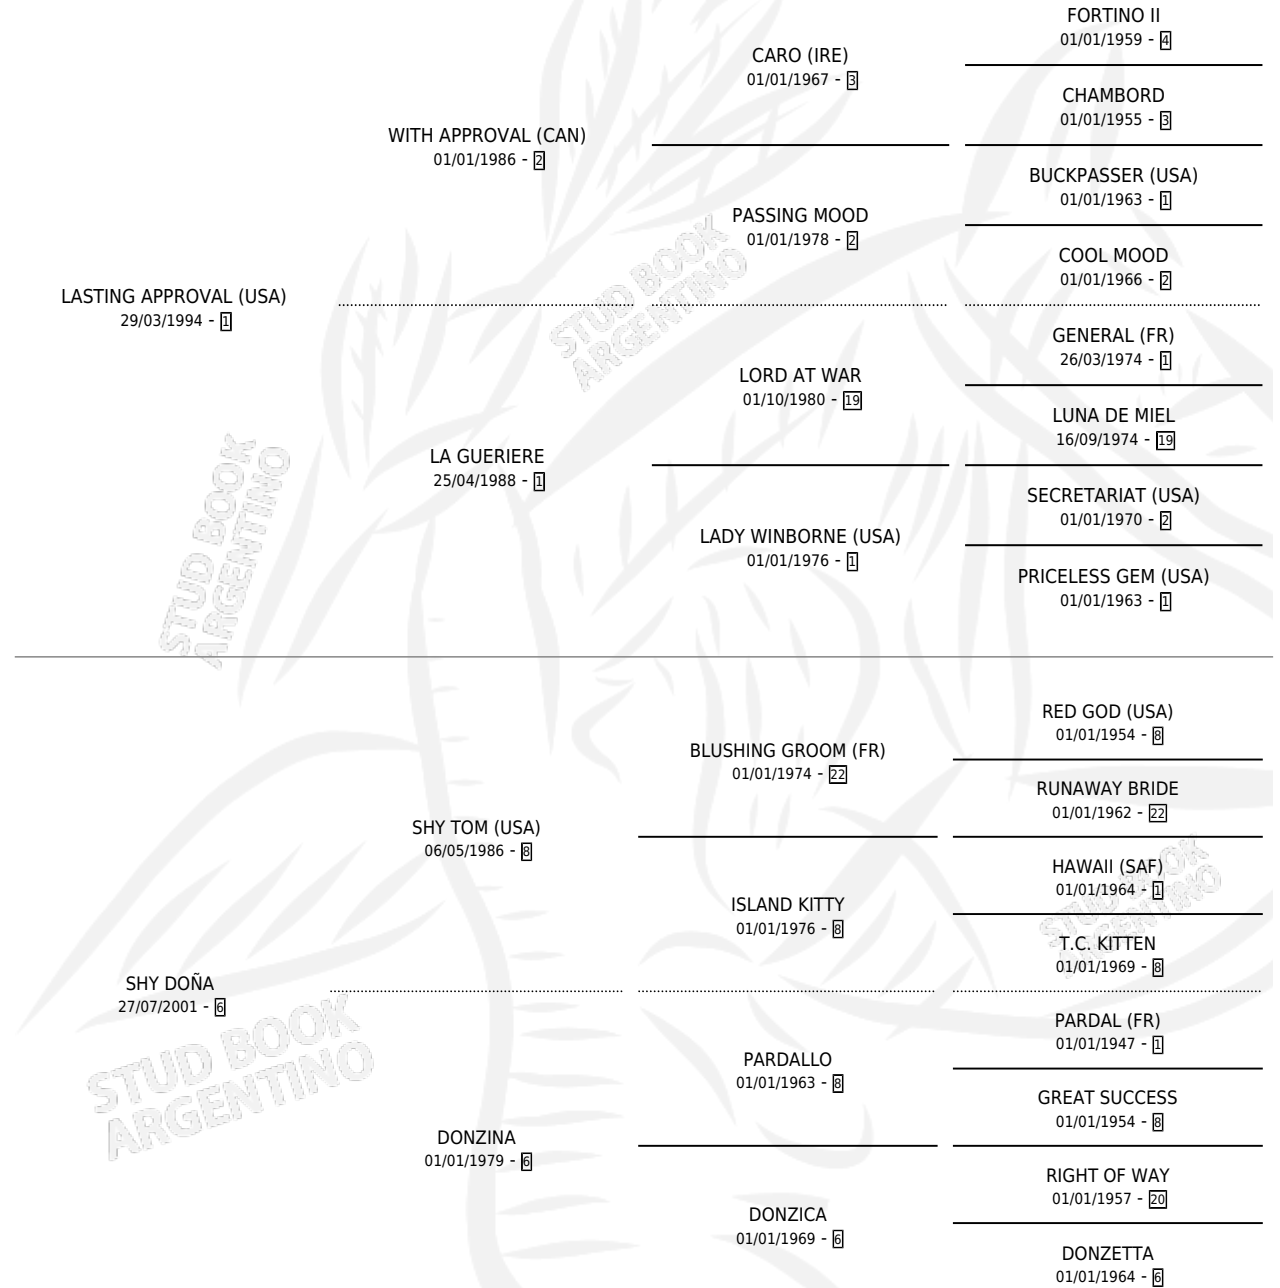 FORTINO II
01/01/1959 - 4
CARO (IRE)
01/01/1967 - 3
CHAMBORD
01/01/1955 - 3
WITH APPROVAL (CAN)
01/01/1986 - 2
BUCKPASSER (USA)
01/01/1963 - 1
PASSING MOOD
01/01/1978 - 2
COOL MOOD
01/01/1966 - 2
LASTING APPROVAL (USA)
29/03/1994 - 1
GENERAL (FR)
26/03/1974 - 1
LORD AT WAR
01/10/1980 - 19
LUNA DE MIEL
16/09/1974 - 19
LA GUERIERE
25/04/1988 - 1
SECRETARIAT (USA)
01/01/1970 - 2
LADY WINBORNE (USA)
01/01/1976 - 1
PRICELESS GEM (USA)
01/01/1963 - 1
RED GOD (USA)
01/01/1954 - 8
BLUSHING GROOM (FR)
01/01/1974 - 22
RUNAWAY BRIDE
01/01/1962 - 22
SHY TOM (USA)
06/05/1986 - 8
HAWAII (SAF)
01/01/1964 - 1
ISLAND KITTY
01/01/1976 - 8
T.C. KITTEN
01/01/1969 - 8
SHY DOÑA
27/07/2001 - 6
PARDAL (FR)
01/01/1947 - 1
PARDALLO
01/01/1963 - 8
GREAT SUCCESS
01/01/1954 - 8
DONZINA
01/01/1979 - 6
RIGHT OF WAY
01/01/1957 - 20
DONZICA
01/01/1969 - 6
DONZETTA
01/01/1964 - 6
STUD BOOK
ARGENTINO
STUD BOOK
ARGENTINO
STUD BOOK
ARGENTINO
STUD BOOK
ARGENTINO